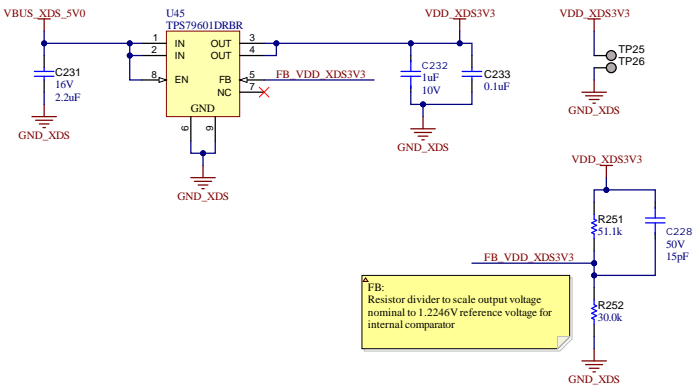 VBUS_XDS_5V0
U45
TPS79601DRBR
VDD_XDS3V3
VDD_XDS3V3
1
IN
OUT
3
2
IN
OUT
4
8
EN
FB
5
FB_VDD_XDS3V3
NC
7
GND
6
9
GND_XDS
C231
16V
2.2uF
GND_XDS
C232
1uF
10V
C233
0.1uF
GND_XDS
TP25
TP26
GND_XDS
VDD_XDS3V3
R251
51.1k
C228
50V
15pF
FB_VDD_XDS3V3
R252
30.0k
GND_XDS
FB:
Resistor divider to scale output voltage
nominal to 1.2246V reference voltage for
internal comparator